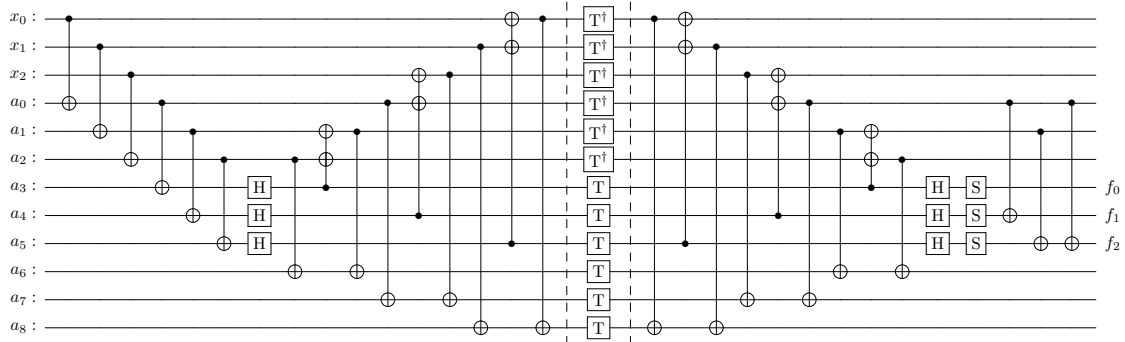 x₀ : T†
x₁ : T†
x₂ : T†
a₀ : T†
a₁ : T†
a₂ : T†
a₃ : H T H S f₀
a₄ : H T H S f₁
a₅ : H T H S f₂
a₆ : T
a₇ : T
a₈ : T